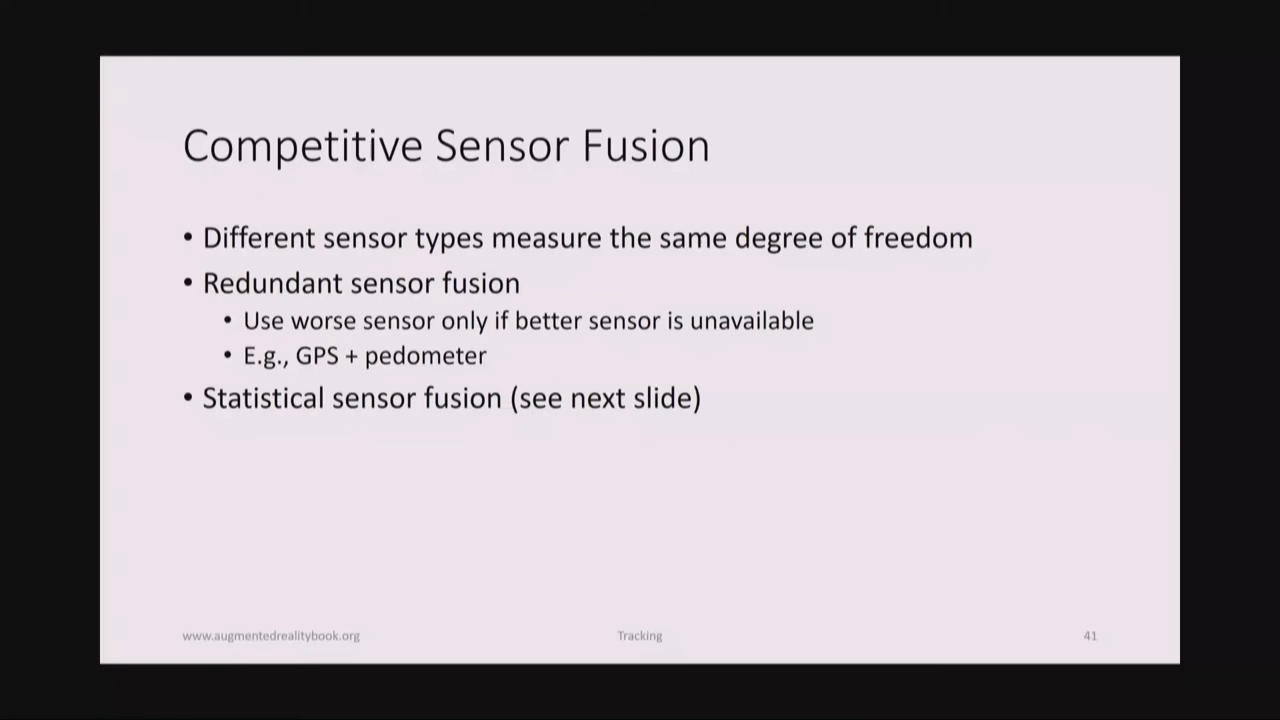 Competitive Sensor Fusion
• Different sensor types measure the same degree of freedom
• Redundant sensor fusion
• Use worse sensor only if better sensor is unavailable
• E.g., GPS + pedometer
• Statistical sensor fusion (see next slide)
www.augmentedrealitybook.org
Tracking
41